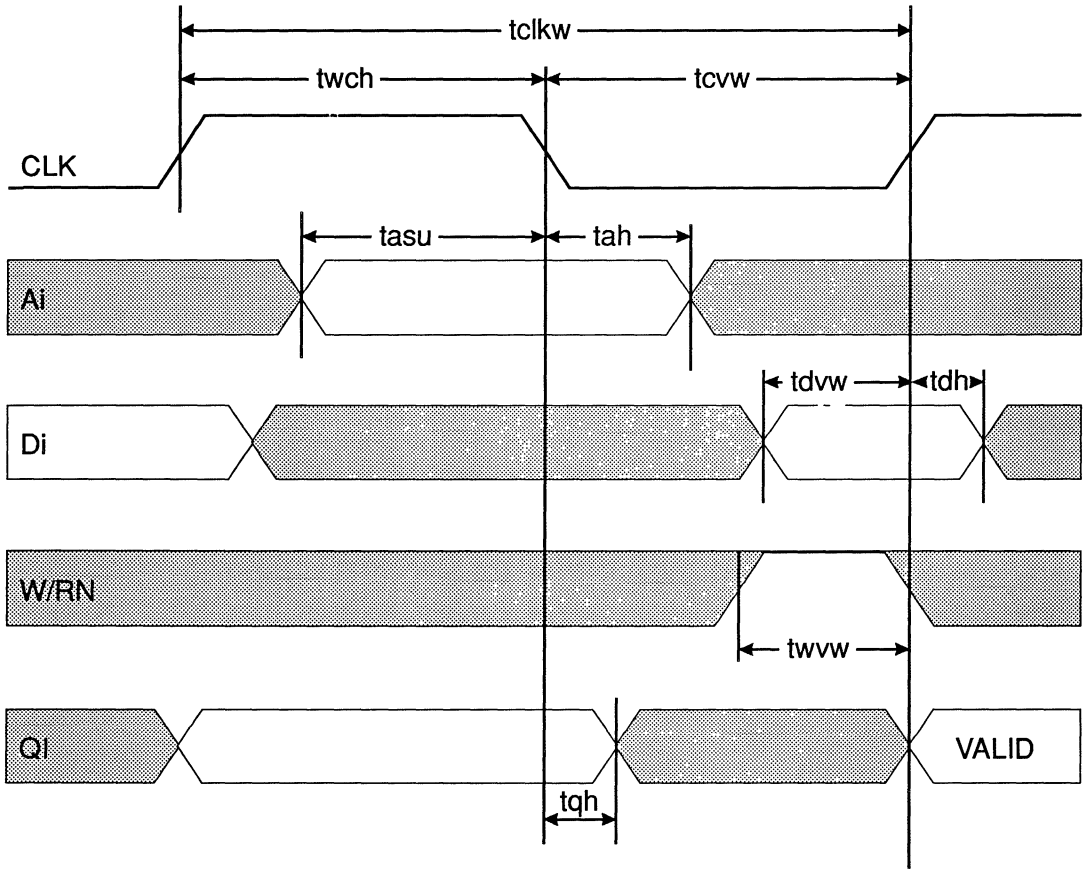 tclkw
twch
tcvw
CLK
tasu
tah
Ai
tdvw
tdh
Di
W/RN
twvw
QI
VALID
tqh